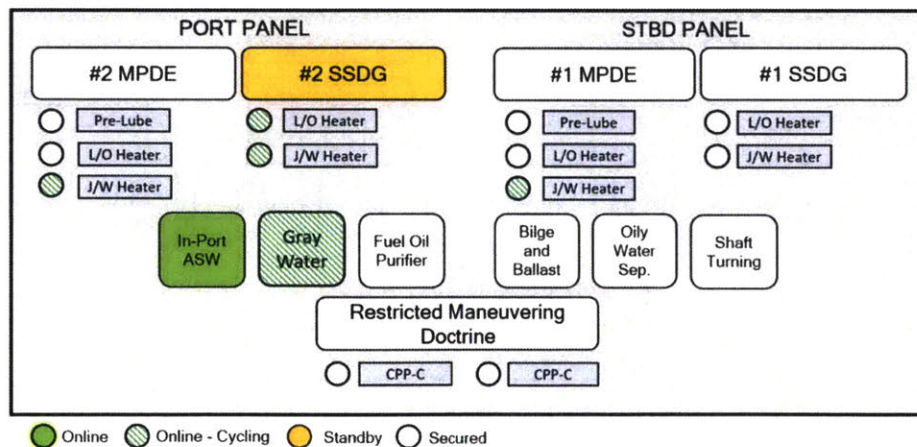 PORT PANEL
STBD PANEL
#2 MPDE
#2 SSDG
#1 MPDE
#1 SSDG
Pre-Lube
L/O Heater
J/W Heater
L/O Heater
J/W Heater
Pre-Lube
L/O Heater
J/W Heater
L/O Heater
J/W Heater
In-Port
ASW
Gray
Water
Fuel Oil
Purifier
Bilge
and
Ballast
Oily
Water
Sep.
Shaft
Turning
Restricted Maneuvering
Doctrine
CPP-C
CPP-C
Online
Online - Cycling
Standby
Secured